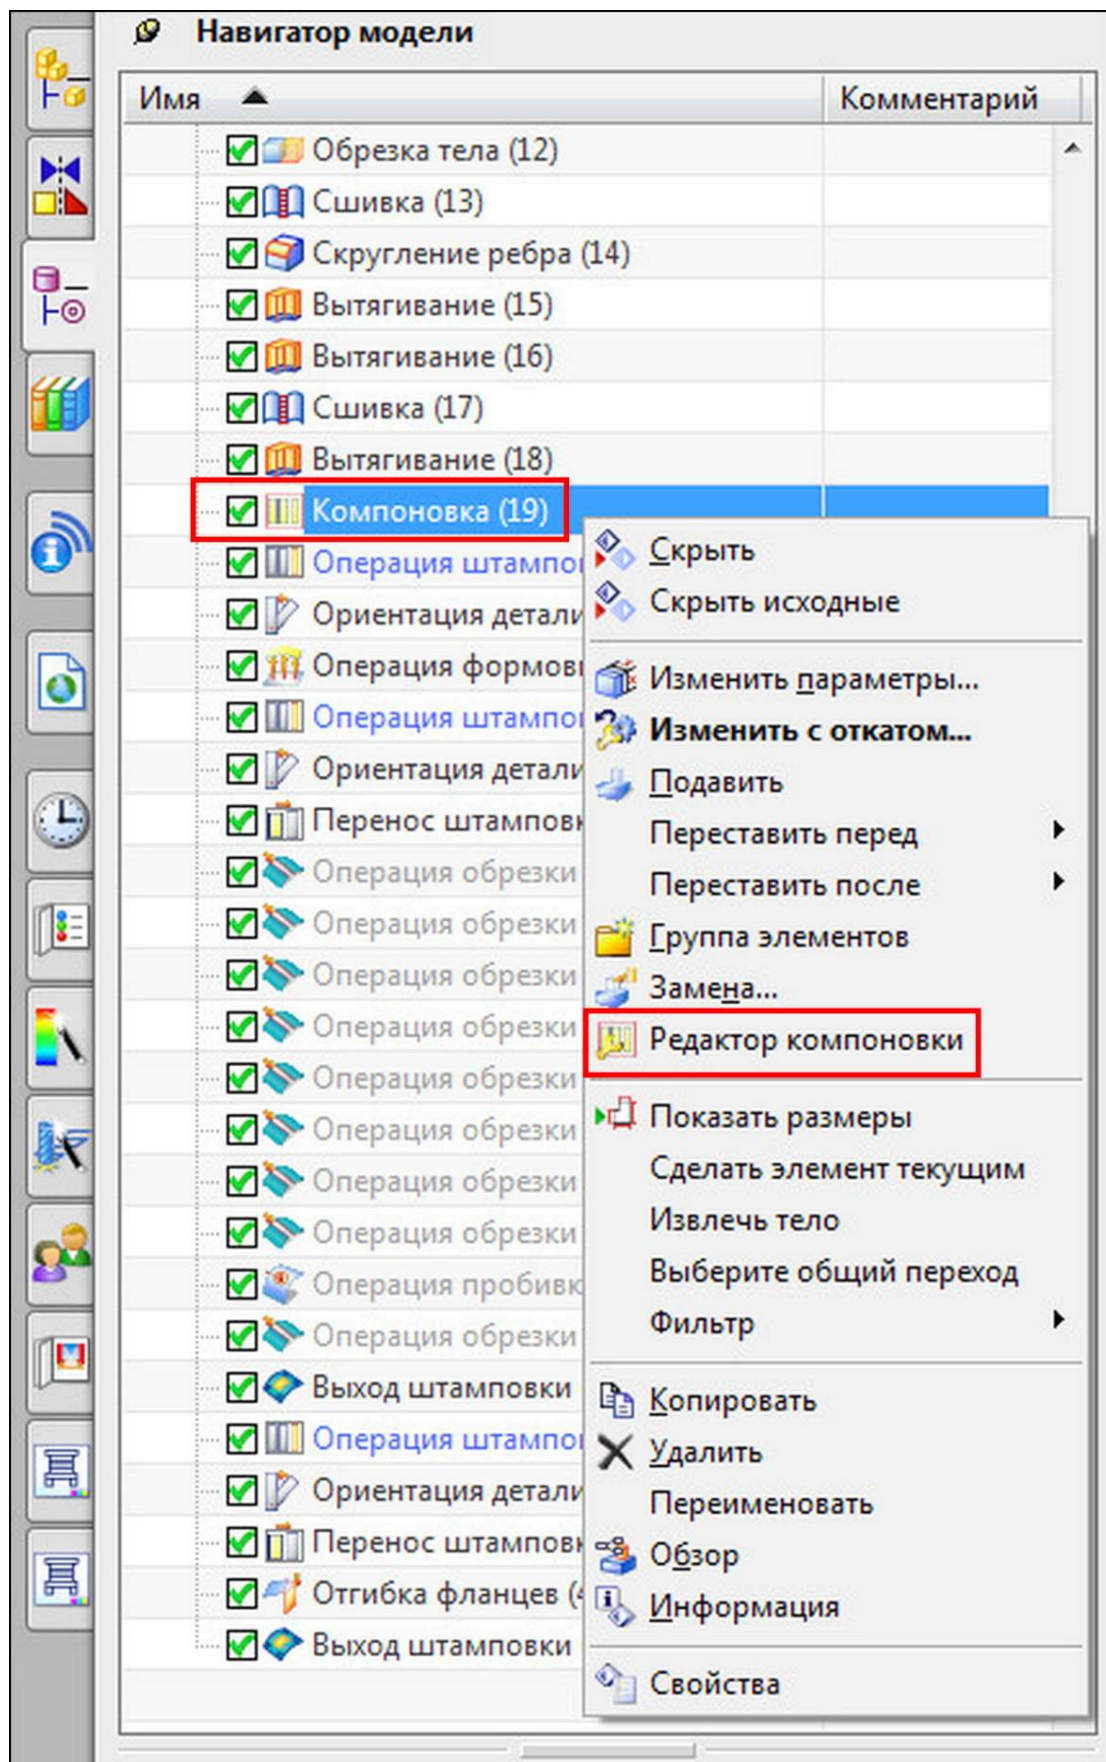 Навигатор модели
Имя
Комментарий
Обрезка тела (12)
Сшивка (13)
Скругление ребра (14)
Вытягивание (15)
Вытягивание (16)
Сшивка (17)
Вытягивание (18)
Компоновка (19)
Операция штампо
Ориентация детали
Операция формов
Операция штампо
Ориентация детали
Перенос штамповк
Операция обрезки
Операция обрезки
Операция обрезки
Операция обрезки
Операция обрезки
Операция обрезки
Операция обрезки
Операция обрезки
Операция пробивк
Операция обрезки
Выход штамповки
Операция штампо
Ориентация детали
Перенос штамповк
Отгибка фланцев (4
Выход штамповки
Скрыть
Скрыть исходные
Изменить параметры...
Изменить с откатом...
Подавить
Переставить перед
Переставить после
Группа элементов
Замена...
Редактор компоновки
Показать размеры
Сделать элемент текущим
Извлечь тело
Выберите общий переход
Фильтр
Копировать
Удалить
Переименовать
Обзор
Информация
Свойства